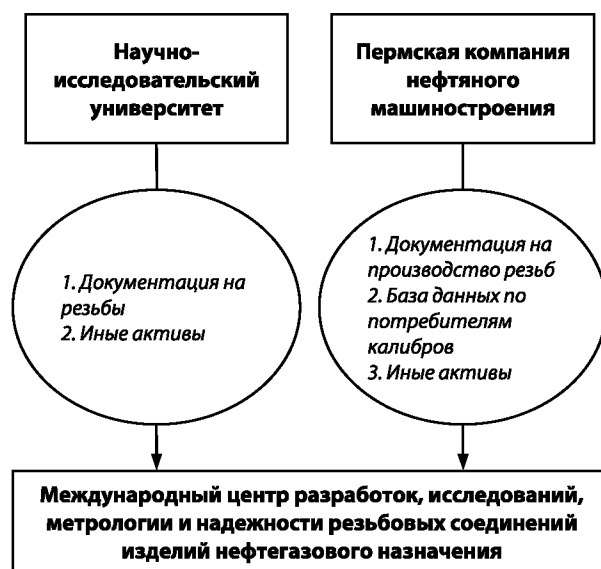 Научно-
исследовательский
университет
Пермская компания
нефтяного
машиностроения
1. Документация на
резьбы
2. Иные активы
1. Документация на
производство резьб
2. База данных по
потребителям
калибров
3. Иные активы
Международный центр разработок, исследований,
метрологии и надежности резьбовых соединений
изделий нефтегазового назначения